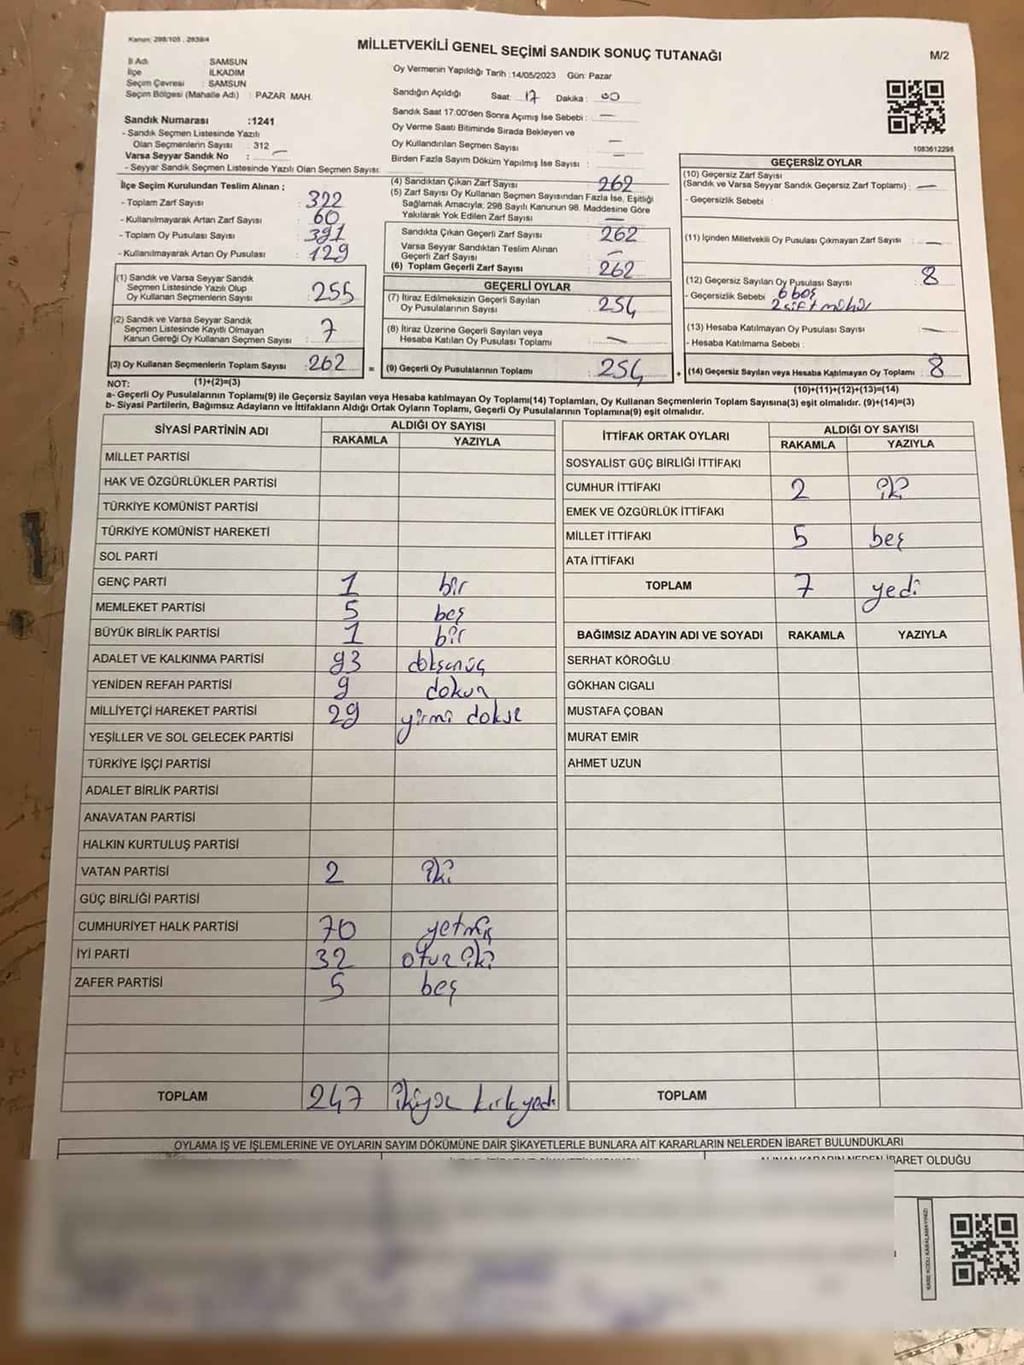 Kanun: 298/105 , 2839/4
MİLLETVEKİLİ GENEL SEÇİMİ SANDIK SONUÇ TUTANAĞI
M/2
İl Adı SAMSUN
İlçe İLKADIM
Seçim Çevresi : SAMSUN
Seçim Bölgesi (Mahalle Adı) : PAZAR MAH.
Oy Vermenin Yapıldığı Tarih :14/05/2023 Gün: Pazar
Sandığın Açıldığı Saat : 17 Dakika : 00
Sandık Saat 17.00'den Sonra Açılmış İse Sebebi : —
Oy Verme Saati Bitiminde Sırada Bekleyen ve
Oy Kullandırılan Seçmen Sayısı : —
Birden Fazla Sayım Döküm Yapılmış İse Sayısı : —
1083612298
Sandık Numarası :1241
- Sandık Seçmen Listesinde Yazılı
Olan Seçmenlerin Sayısı : 312
Varsa Seyyar Sandık No : —
- Seyyar Sandık Seçmen Listesinde Yazılı Olan Seçmen Sayısı:
İlçe Seçim Kurulundan Teslim Alınan ;
- Toplam Zarf Sayısı : 322
- Kullanılmayarak Artan Zarf Sayısı : 60
- Toplam Oy Pusulası Sayısı : 391
- Kullanılmayarak Artan Oy Pusulası : 129
(1) Sandık ve Varsa Seyyar Sandık
Seçmen Listesinde Yazılı Olup
Oy Kullanan Seçmenlerin Sayısı : 255
(2) Sandık ve Varsa Seyyar Sandık
Seçmen Listesinde Kayıtlı Olmayan
Kanun Gereği Oy Kullanan Seçmen Sayısı : 7
(3) Oy Kullanan Seçmenlerin Toplam Sayısı : 262
(1)+(2)=(3)
(4) Sandıktan Çıkan Zarf Sayısı : 262
(5) Zarf Sayısı Oy Kullanan Seçmen Sayısından Fazla İse, Eşitliği
Sağlamak Amacıyla; 298 Sayılı Kanunun 98. Maddesine Göre
Yakılarak Yok Edilen Zarf Sayısı : —
Sandıkta Çıkan Geçerli Zarf Sayısı : 262
Varsa Seyyar Sandıktan Teslim Alınan
Geçerli Zarf Sayısı : —
(6) Toplam Geçerli Zarf Sayısı : 262
GEÇERLİ OYLAR
(7) İtiraz Edilmeksizin Geçerli Sayılan
Oy Pusulalarının Sayısı : 254
(8) İtiraz Üzerine Geçerli Sayılan veya
Hesaba Katılan Oy Pusulası Toplamı : —
= (9) Geçerli Oy Pusulalarının Toplamı : 254
GEÇERSİZ OYLAR
(10) Geçersiz Zarf Sayısı
(Sandık ve Varsa Seyyar Sandık Geçersiz Zarf Toplamı) : —
- Geçersizlik Sebebi :
(11) İçinden Milletvekili Oy Pusulası Çıkmayan Zarf Sayısı : —
(12) Geçersiz Sayılan Oy Pusulası Sayısı : 8
- Geçersizlik Sebebi : 6 boş
2 çift mühür
(13) Hesaba Katılmayan Oy Pusulası Sayısı : —
- Hesaba Katılmama Sebebi :
+ (14) Geçersiz Sayılan veya Hesaba Katılmayan Oy Toplamı : 8
(10)+(11)+(12)+(13)=(14)
NOT:
a- Geçerli Oy Pusulalarının Toplamı(9) ile Geçersiz Sayılan veya Hesaba katılmayan Oy Toplamı(14) Toplamları, Oy Kullanan Seçmenlerin Toplam Sayısına(3) eşit olmalıdır. (9)+(14)=(3)
b- Siyasi Partilerin, Bağımsız Adayların ve İttifakların Aldığı Ortak Oyların Toplamı, Geçerli Oy Pusulalarının Toplamına(9) eşit olmalıdır.
SİYASİ PARTİNİN ADI ALDIĞI OY SAYISI
RAKAMLA YAZIYLA
MİLLET PARTİSİ
HAK VE ÖZGÜRLÜKLER PARTİSİ
TÜRKİYE KOMÜNİST PARTİSİ
TÜRKİYE KOMÜNİST HAREKETİ
SOL PARTİ
GENÇ PARTİ 1 bir
MEMLEKET PARTİSİ 5 beş
BÜYÜK BİRLİK PARTİSİ 1 bir
ADALET VE KALKINMA PARTİSİ 93 doksanüç
YENİDEN REFAH PARTİSİ 9 dokuz
MİLLİYETÇİ HAREKET PARTİSİ 29 yirmi dokuz
YEŞİLLER VE SOL GELECEK PARTİSİ
TÜRKİYE İŞÇİ PARTİSİ
ADALET BİRLİK PARTİSİ
ANAVATAN PARTİSİ
HALKIN KURTULUŞ PARTİSİ
VATAN PARTİSİ 2 iki
GÜÇ BİRLİĞİ PARTİSİ
CUMHURİYET HALK PARTİSİ 70 yetmiş
İYİ PARTİ 32 otuz iki
ZAFER PARTİSİ 5 beş
TOPLAM 247 ikiyüz kırkyedi
İTTİFAK ORTAK OYLARI ALDIĞI OY SAYISI
RAKAMLA YAZIYLA
SOSYALİST GÜÇ BİRLİĞİ İTTİFAKI
CUMHUR İTTİFAKI 2 iki
EMEK VE ÖZGÜRLÜK İTTİFAKI
MİLLET İTTİFAKI 5 beş
ATA İTTİFAKI
TOPLAM 7 yedi
BAĞIMSIZ ADAYIN ADI VE SOYADI RAKAMLA YAZIYLA
SERHAT KÖROĞLU
GÖKHAN CIGALI
MUSTAFA ÇOBAN
MURAT EMİR
AHMET UZUN
TOPLAM
OYLAMA İŞ VE İŞLEMLERİNE VE OYLARIN SAYIM DÖKÜMÜNE DAİR ŞİKAYETLERLE BUNLARA AİT KARARLARIN NELERDEN İBARET BULUNDUKLARI
İBARET OLDUĞU
KARE KODU KARALAMAYINIZ!